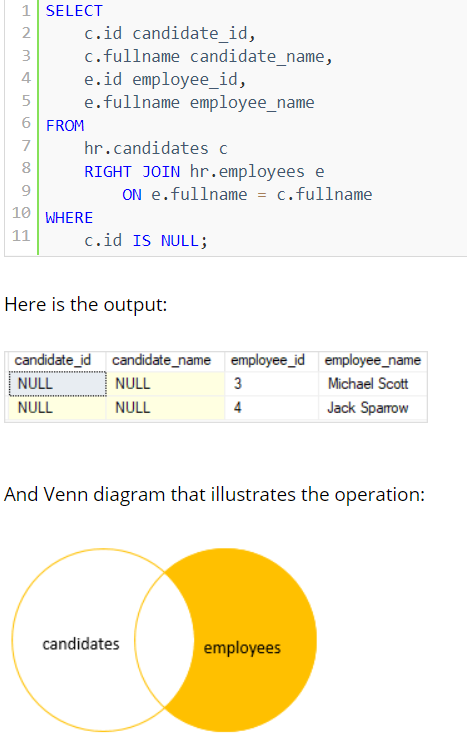 1 SELECT
2 c.id candidate_id,
3 c.fullname candidate_name,
4 e.id employee_id,
5 e.fullname employee_name
6 FROM
7 hr.candidates c
8 RIGHT JOIN hr.employees e
9 ON e.fullname = c.fullname
10 WHERE
11 c.id IS NULL;
Here is the output:
candidate_id candidate_name employee_id employee_name
NULL NULL 3 Michael Scott
NULL NULL 4 Jack Sparrow
And Venn diagram that illustrates the operation:
candidates employees